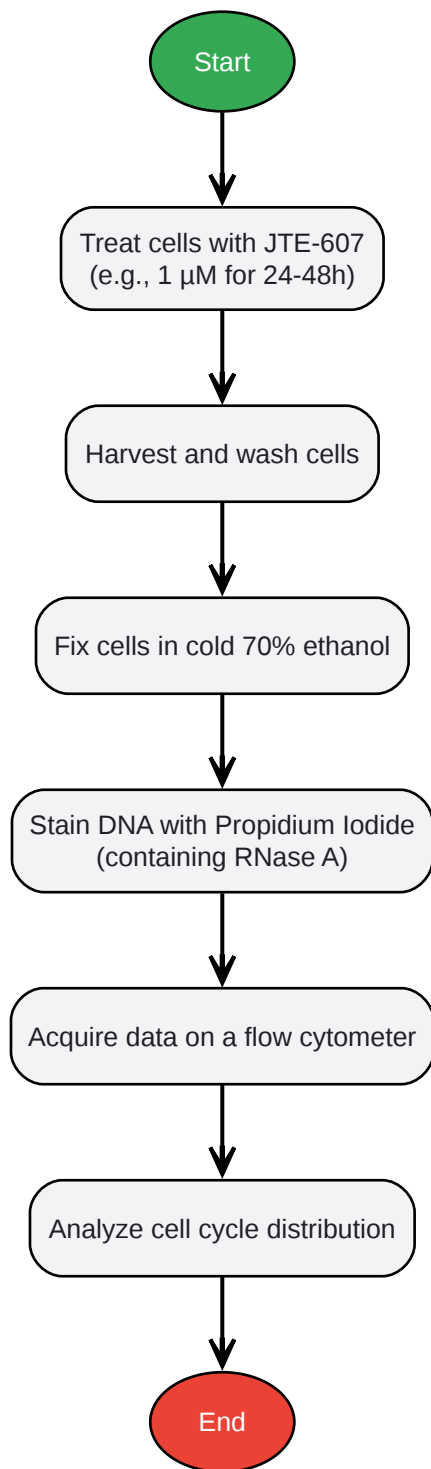 Start
Treat cells with JTE-607
(e.g., 1 µM for 24-48h)
Harvest and wash cells
Fix cells in cold 70% ethanol
Stain DNA with Propidium Iodide
(containing RNase A)
Acquire data on a flow cytometer
Analyze cell cycle distribution
End